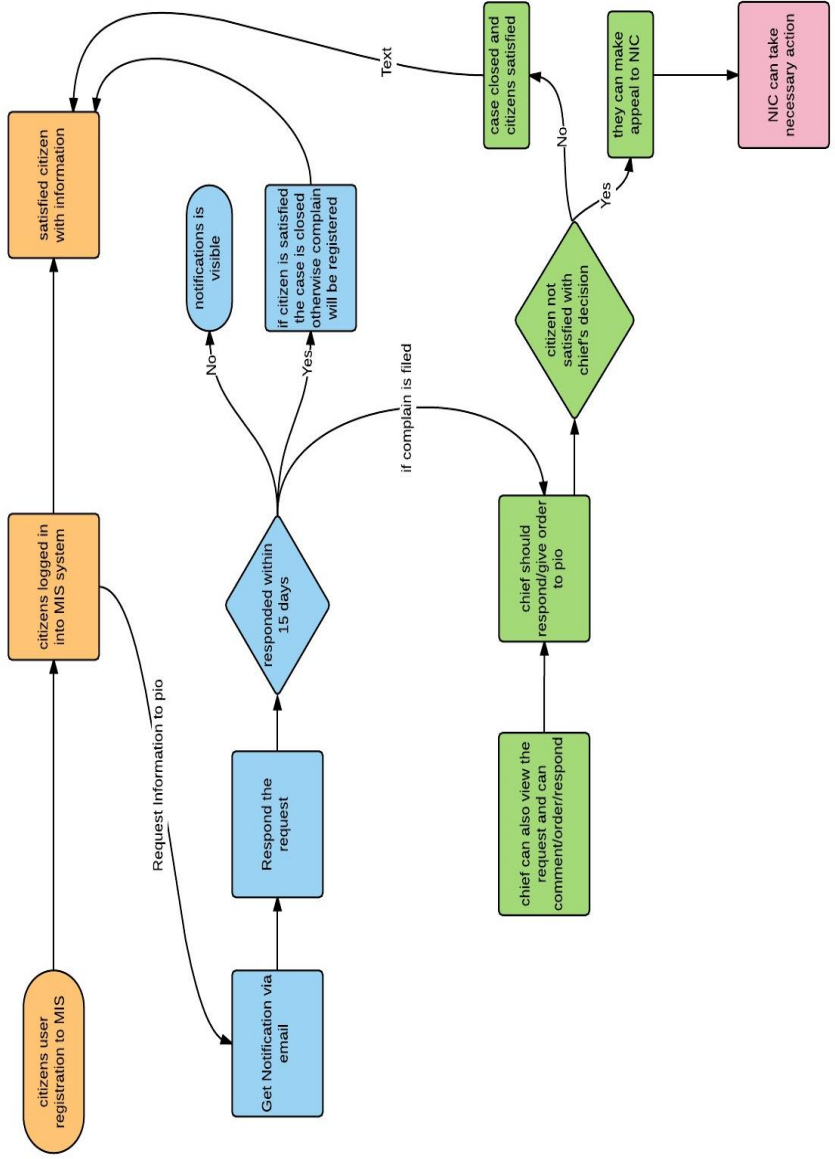 citizens user
registration to MIS
citizens logged in
into MIS system
satisfied citizen
with information
Request Information to pio
Get Notification via
email
Respond the
request
responded within
15 days
No
notifications is
visible
Yes
if citizen is satisfied
the case is closed
otherwise complain
will be registered
if complain is filed
Text
chief can also view the
request and can
comment/order/respond
chief should
respond/give order
to pio
citizen not
satisfied with
chief's decision
No
case closed and
citizens satisfied
Yes
they can make
appeal to NIC
NIC can take
necessary action